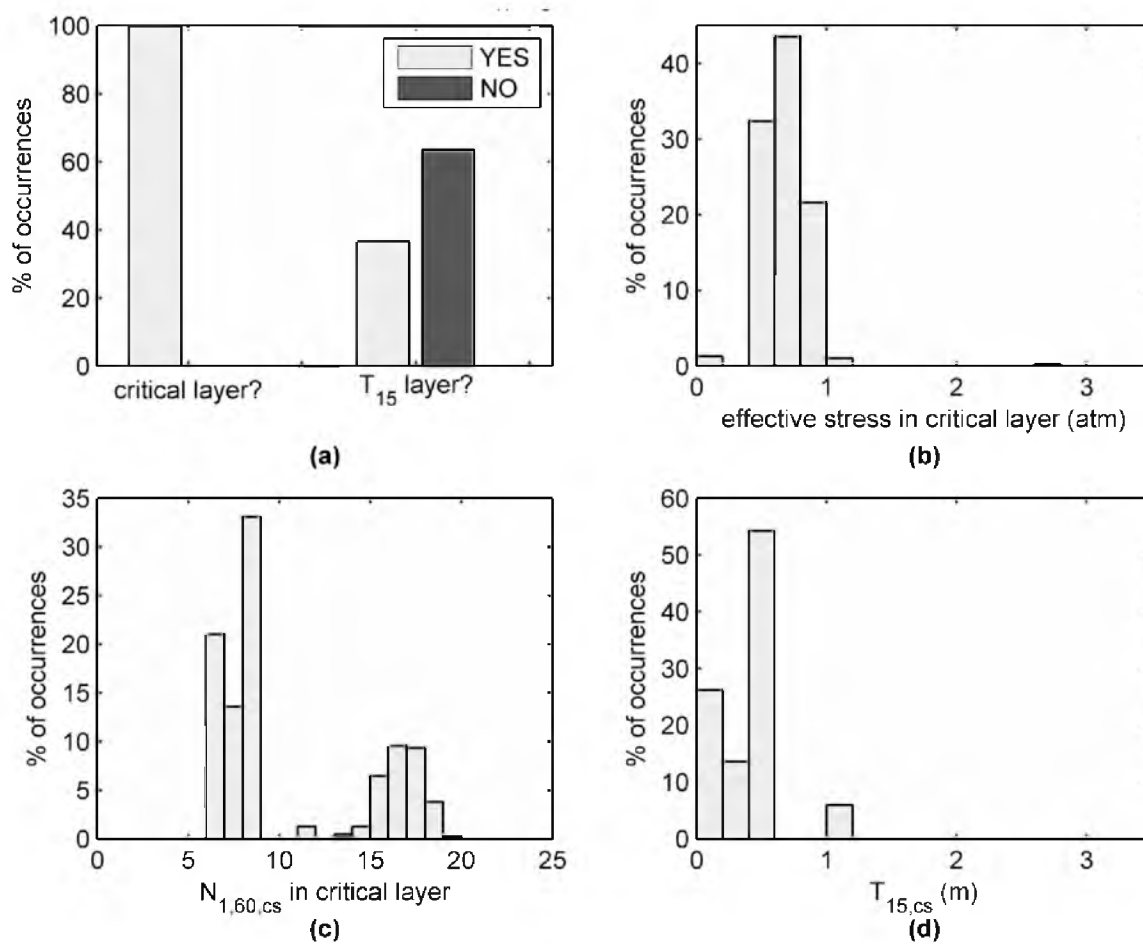 100
80
60
40
20
0
% of occurrences
YES
NO
critical layer?
T15 layer?
(a)
40
30
20
10
0
% of occurrences
0 1 2 3
effective stress in critical layer (atm)
(b)
35
30
25
20
15
10
5
0
% of occurrences
0 5 10 15 20 25
N1,60,cs in critical layer
(c)
60
50
40
30
20
10
0
% of occurrences
0 1 2 3
T15,cs (m)
(d)